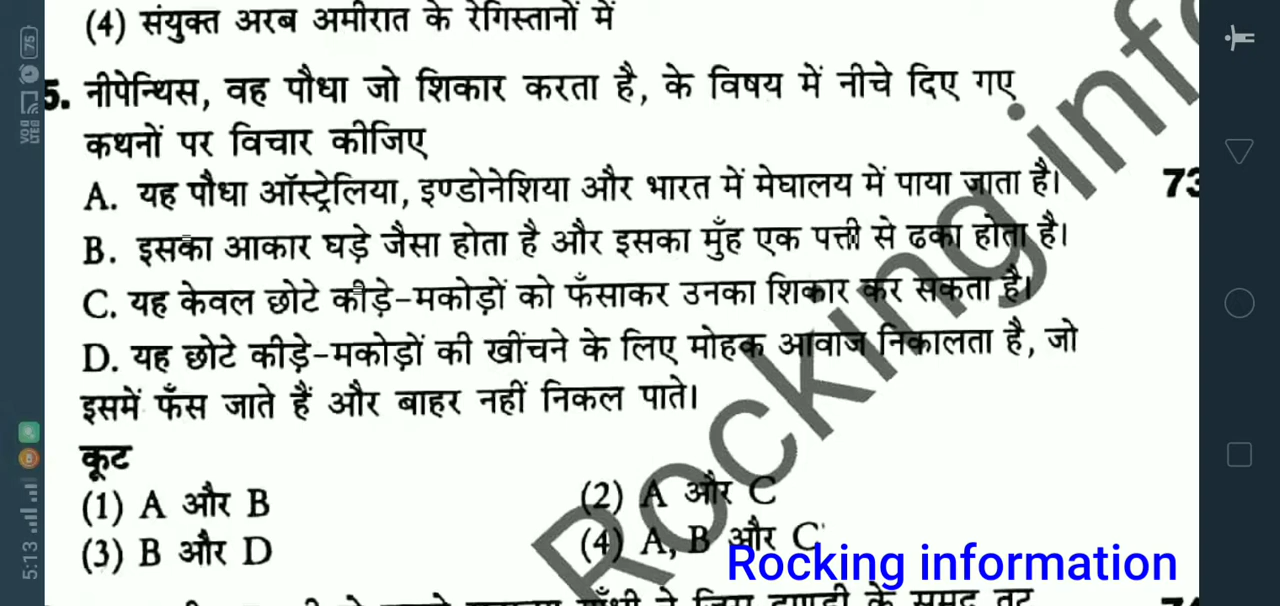 (4) संयुक्त अरब अमीरात के रेगिस्तानों में
5. नीपेन्थिस, वह पौधा जो शिकार करता है, के विषय में नीचे दिए गए
कथनों पर विचार कीजिए
A. यह पौधा ऑस्ट्रेलिया, इण्डोनेशिया और भारत में मेघालय में पाया जाता है।
73
B. इसका आकार घड़े जैसा होता है और इसका मुँह एक पत्ती से ढका होता है।
C. यह केवल छोटे कीड़े-मकोड़ों को फँसाकर उनका शिकार कर सकता है।
D. यह छोटे कीड़े-मकोड़ों की खींचने के लिए मोहक आवाज निकालता है, जो
इसमें फँस जाते हैं और बाहर नहीं निकल पाते।
कूट
(1) A और B
(2) A और C
(3) B और D
(4) A, B और C
Rocking information
Rocking info
5:13
75
VOD LTE